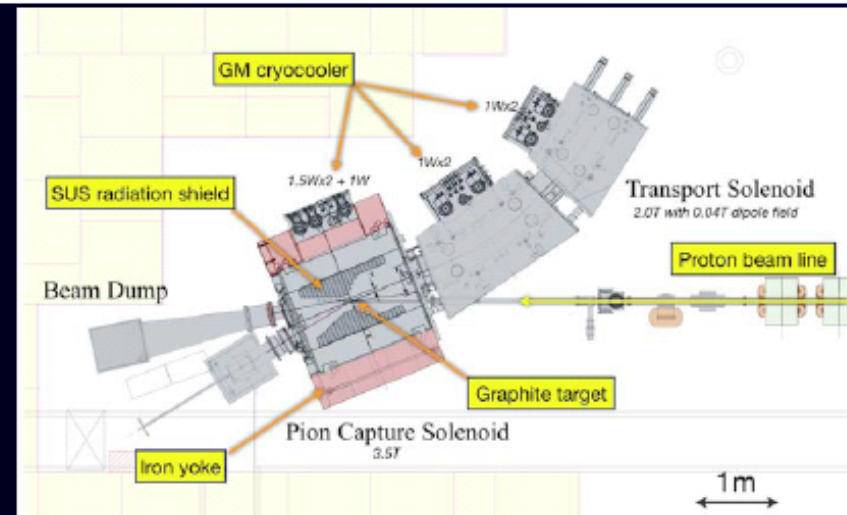 GM cryocooler
1Wx2
1Wx2
1.5Wx2 + 1W
SUS radiation shield
Transport Solenoid
2.0T with 0.04T dipole field
Proton beam line
Beam Dump
Graphite target
Pion Capture Solenoid
3.5T
Iron yoke
1m